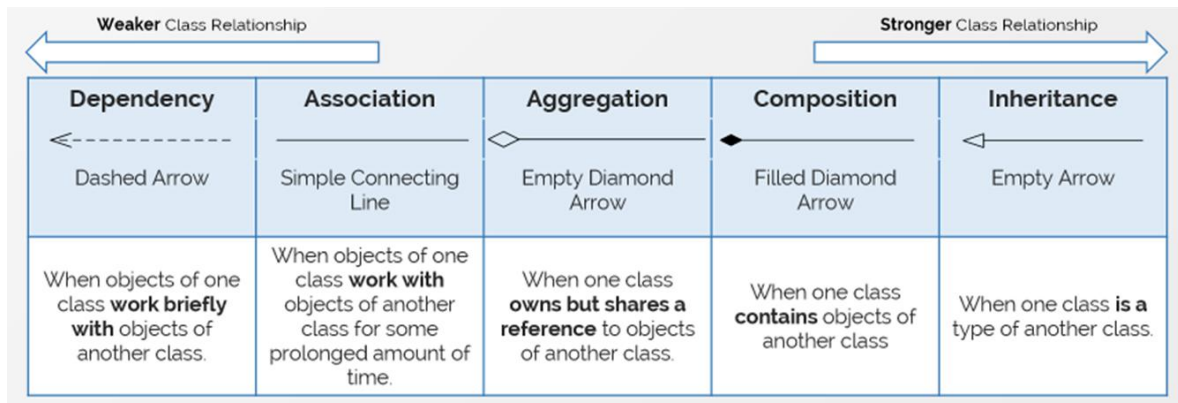 Weaker Class Relationship
Stronger Class Relationship
Dependency
Association
Aggregation
Composition
Inheritance
Dashed Arrow
Simple Connecting
Line
Empty Diamond
Arrow
Filled Diamond
Arrow
Empty Arrow
When objects of one
class work briefly
with objects of
another class.
When objects of one
class work with
objects of another
class for some
prolonged amount of
time.
When one class
owns but shares a
reference to objects
of another class.
When one class
contains objects of
another class
When one class is a
type of another class.